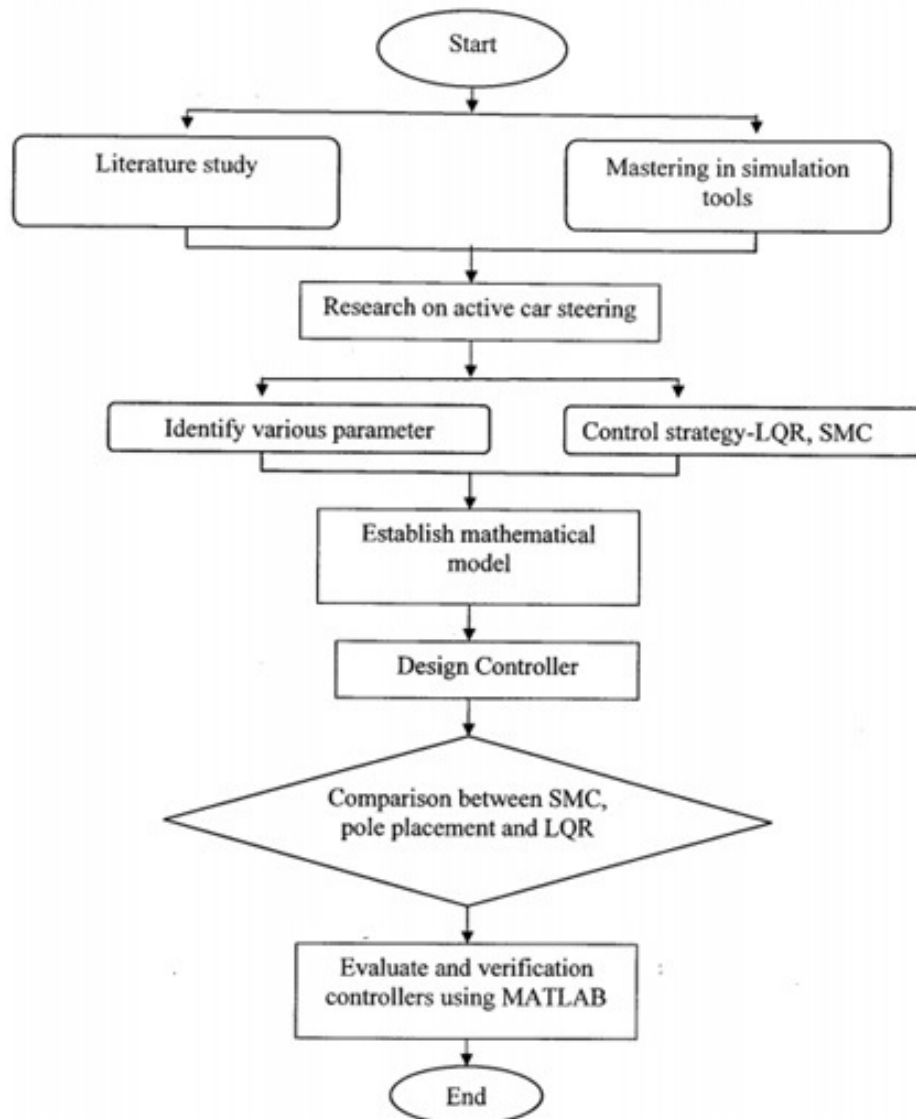 Start
Literature study
Mastering in simulation
tools
Research on active car steering
Identify various parameter
Control strategy-LQR, SMC
Establish mathematical
model
Design Controller
Comparison between SMC,
pole placement and LQR
Evaluate and verification
controllers using MATLAB
End